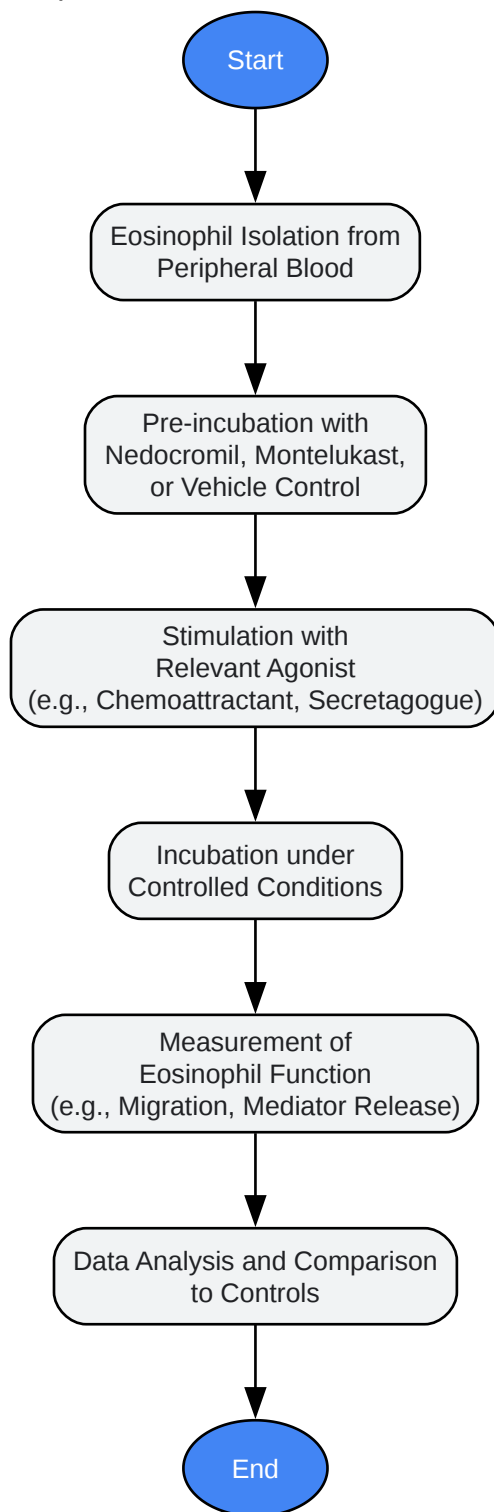 Start
Eosinophil Isolation from
Peripheral Blood
Pre-incubation with
Nedocromil, Montelukast,
or Vehicle Control
Stimulation with
Relevant Agonist
(e.g., Chemoattractant, Secretagogue)
Incubation under
Controlled Conditions
Measurement of
Eosinophil Function
(e.g., Migration, Mediator Release)
Data Analysis and Comparison
to Controls
End